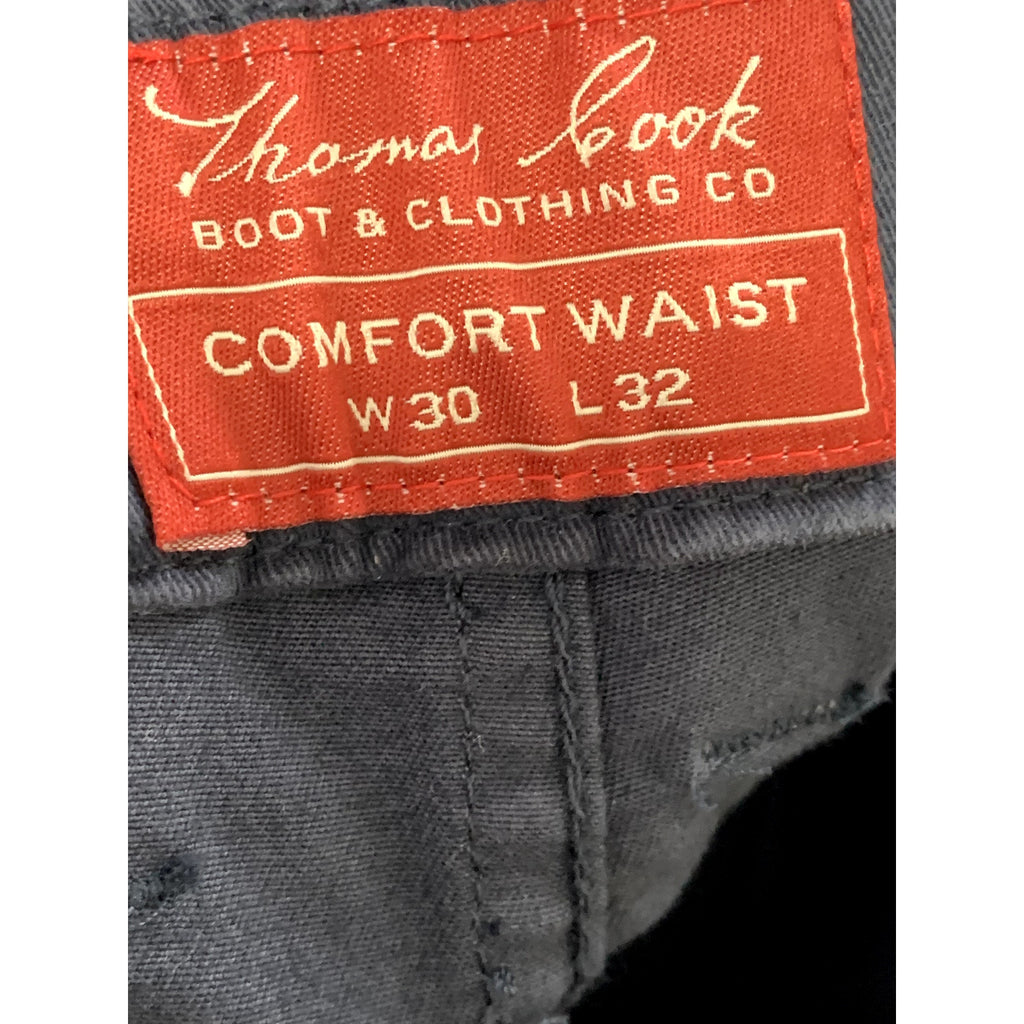 Thomas Cook
BOOT & CLOTHING CO
COMFORT WAIST
W30 L32